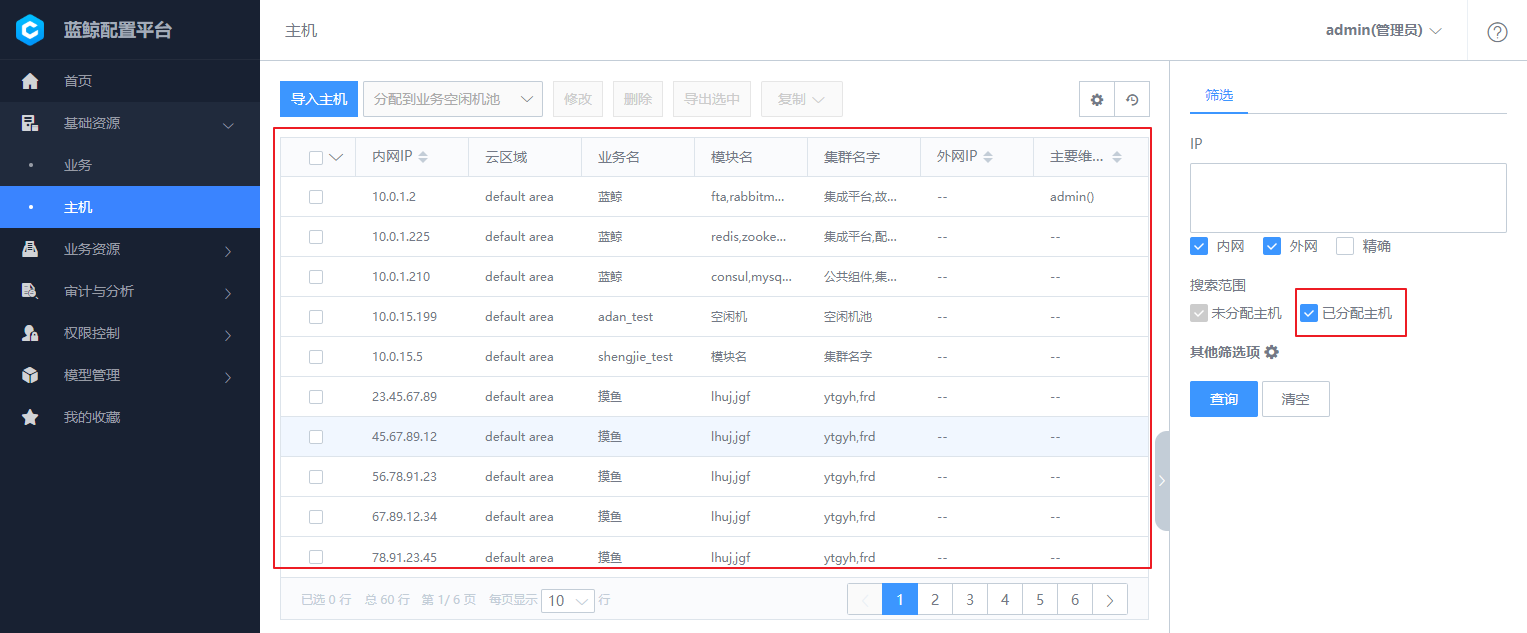 蓝鲸配置平台
首页
基础资源
业务
主机
业务资源
审计与分析
权限控制
模型管理
我的收藏
主机
admin(管理员)
导入主机 分配到业务空闲机池 修改 删除 导出选中 复制
内网IP 云区域 业务名 模块名 集群名字 外网IP 主要维...
10.0.1.2 default area 蓝鲸 fta,rabbitm... 集成平台,故... -- admin()
10.0.1.225 default area 蓝鲸 redis,zooke... 集成平台,配... -- --
10.0.1.210 default area 蓝鲸 consul,mysq... 公共组件,集... -- --
10.0.15.199 default area adan_test 空闲机 空闲机池 -- --
10.0.15.5 default area shengjie_test 模块名 集群名字 -- --
23.45.67.89 default area 摸鱼 lhuj,jgf ytgyh,frd -- --
45.67.89.12 default area 摸鱼 lhuj,jgf ytgyh,frd -- --
56.78.91.23 default area 摸鱼 lhuj,jgf ytgyh,frd -- --
67.89.12.34 default area 摸鱼 lhuj,jgf ytgyh,frd -- --
78.91.23.45 default area 摸鱼 lhuj,jgf ytgyh,frd -- --
已选 0 行 总 60 行 第 1/ 6 页 每页显示 10 行 1 2 3 4 5 6
筛选
IP
内网 外网 精确
搜索范围
未分配主机 已分配主机
其他筛选项
查询 清空